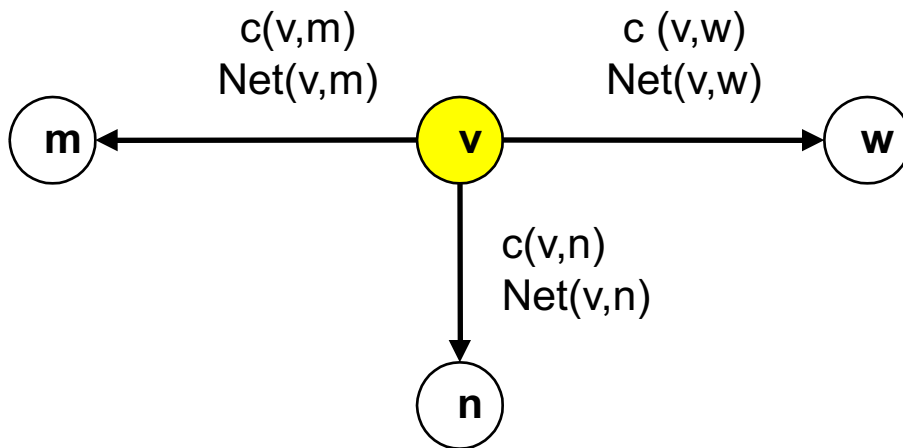 c(v,m)
Net(v,m)
c (v,w)
Net(v,w)
m
v
w
c(v,n)
Net(v,n)
n